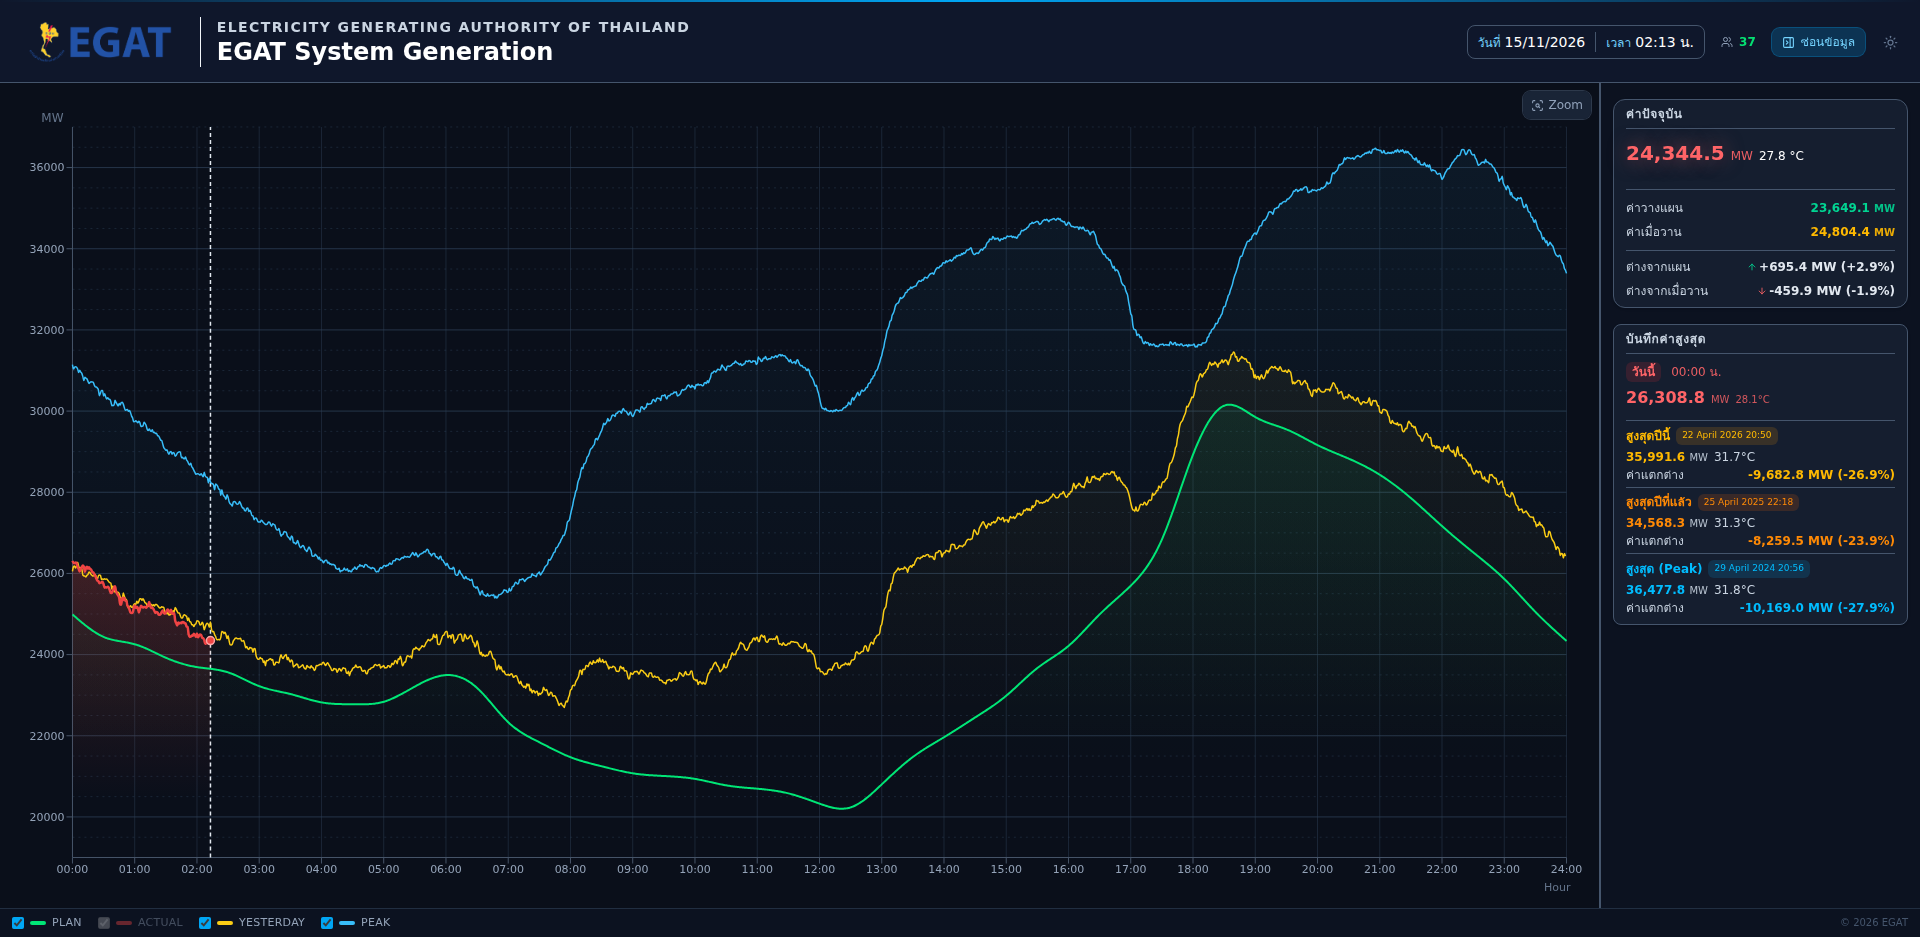 EGAT
ELECTRICITY GENERATING AUTHORITY OF THAILAND
EGAT System Generation
วันที่ 15/11/2026 เวลา 02:13 น.
37
ซ่อนข้อมูล
Zoom
MW
36000
34000
32000
30000
28000
26000
24000
22000
20000
00:00 01:00 02:00 03:00 04:00 05:00 06:00 07:00 08:00 09:00 10:00 11:00 12:00 13:00 14:00 15:00 16:00 17:00 18:00 19:00 20:00 21:00 22:00 23:00 24:00
Hour
ค่าปัจจุบัน
24,344.5 MW 27.8 °C
ค่าวางแผน 23,649.1 MW
ค่าเมื่อวาน 24,804.4 MW
ต่างจากแผน ↑ +695.4 MW (+2.9%)
ต่างจากเมื่อวาน ↓ -459.9 MW (-1.9%)
บันทึกค่าสูงสุด
วันนี้ 00:00 น.
26,308.8 MW 28.1°C
สูงสุดปีนี้ 22 April 2026 20:50
35,991.6 MW 31.7°C
ค่าแตกต่าง -9,682.8 MW (-26.9%)
สูงสุดปีที่แล้ว 25 April 2025 22:18
34,568.3 MW 31.3°C
ค่าแตกต่าง -8,259.5 MW (-23.9%)
สูงสุด (Peak) 29 April 2024 20:56
36,477.8 MW 31.8°C
ค่าแตกต่าง -10,169.0 MW (-27.9%)
PLAN ACTUAL YESTERDAY PEAK
© 2026 EGAT